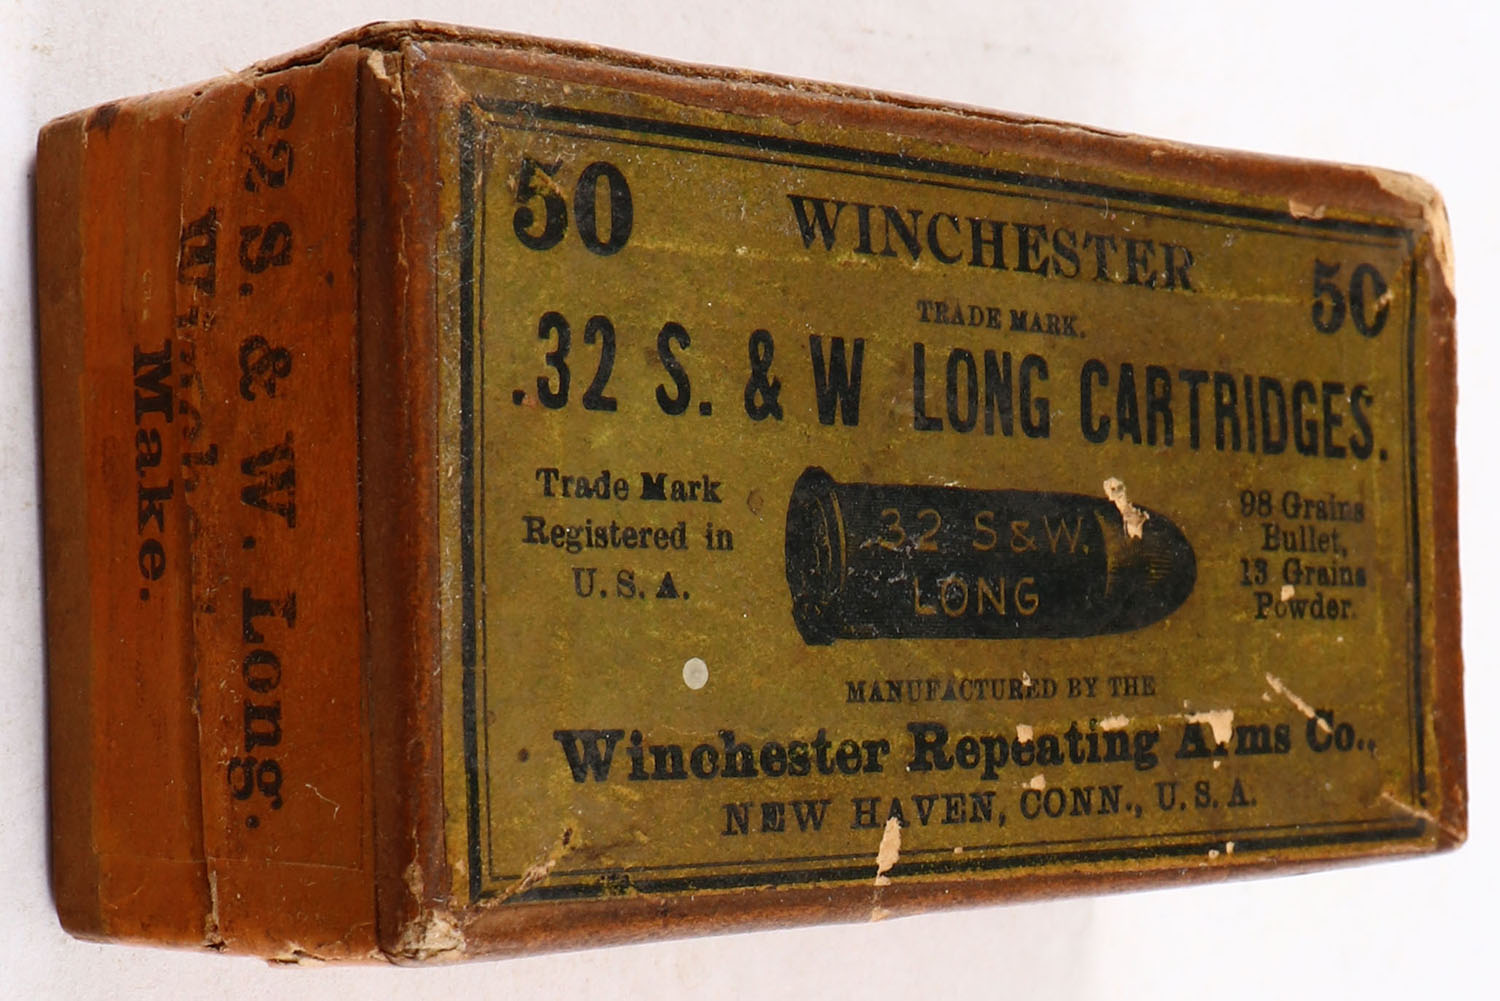 50
WINCHESTER
50
TRADE MARK.
.32 S. & W LONG CARTRIDGES.
Trade Mark
Registered in
U.S.A.
.32 S & W.
LONG
98 Grains
Bullet,
13 Grains
Powder.
MANUFACTURED BY THE
Winchester Repeating Arms Co.,
NEW HAVEN, CONN., U.S.A.
32 S. & W. Long.
Make.